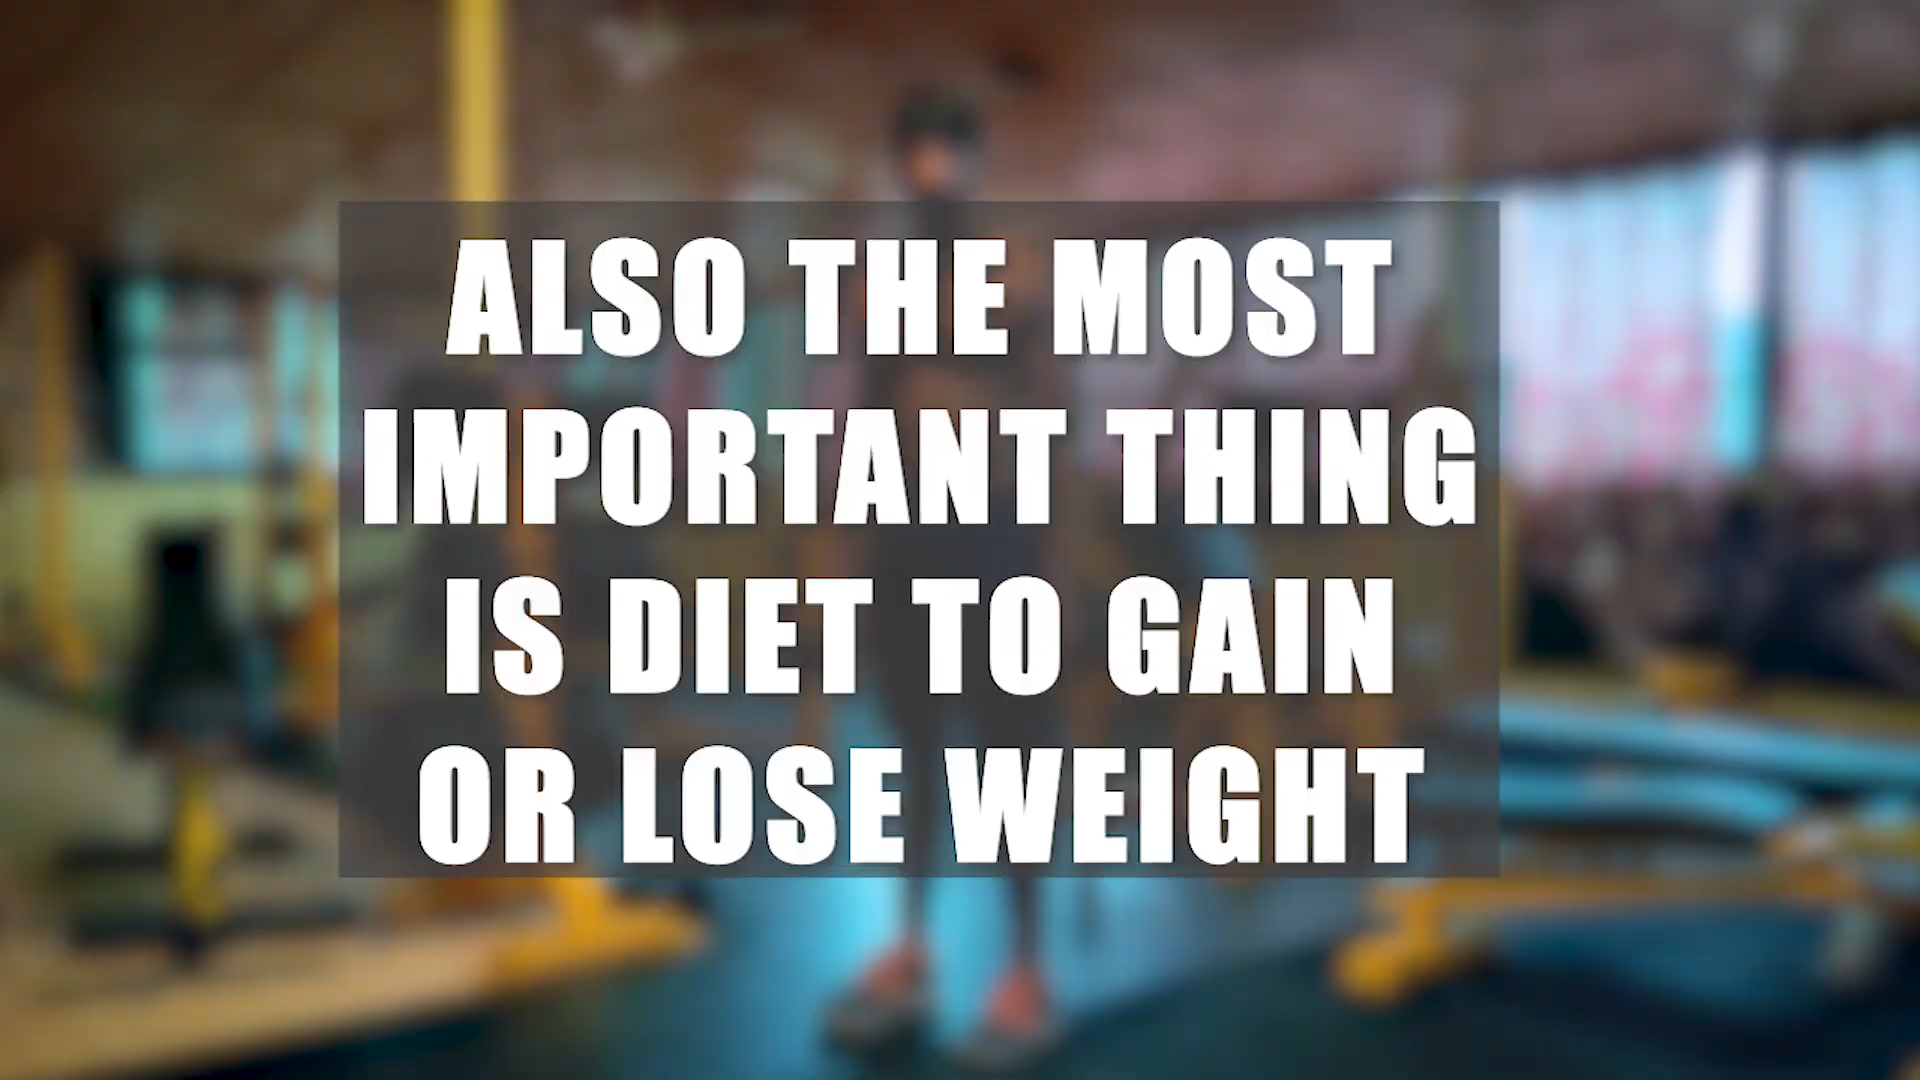 ALSO THE MOST
IMPORTANT THING
IS DIET TO GAIN
OR LOSE WEIGHT